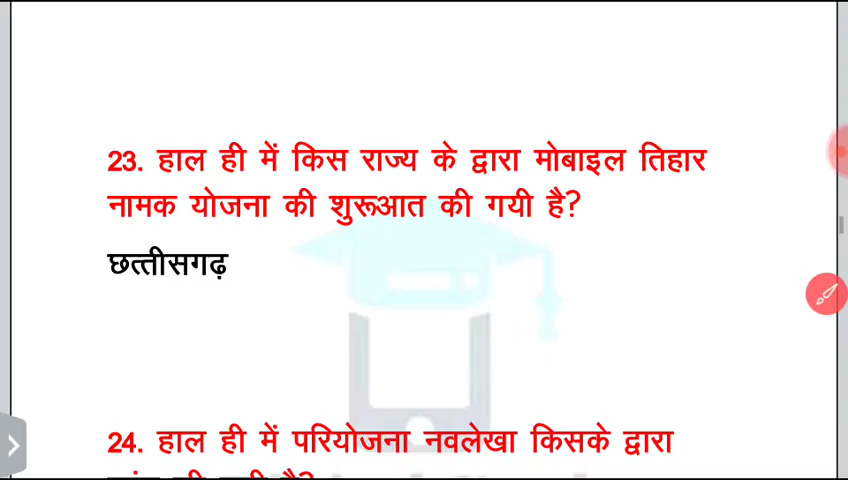 23. हाल ही में किस राज्य के द्वारा मोबाइल तिहार
नामक योजना की शुरूआत की गयी है?
छत्तीसगढ़
24. हाल ही में परियोजना नवलेखा किसके द्वारा